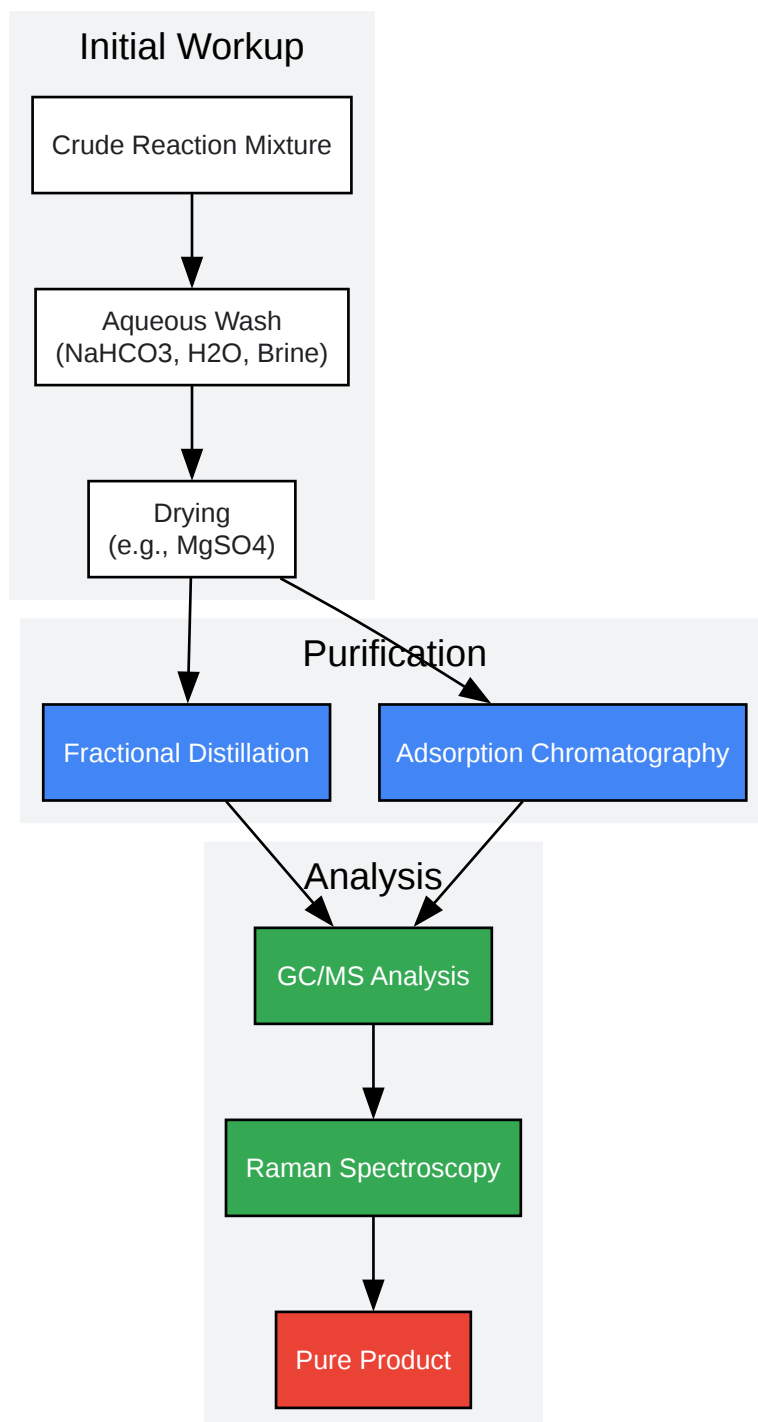 Initial Workup
Crude Reaction Mixture
Aqueous Wash
(NaHCO3, H2O, Brine)
Drying
(e.g., MgSO4)
Purification
Fractional Distillation
Adsorption Chromatography
Analysis
GC/MS Analysis
Raman Spectroscopy
Pure Product